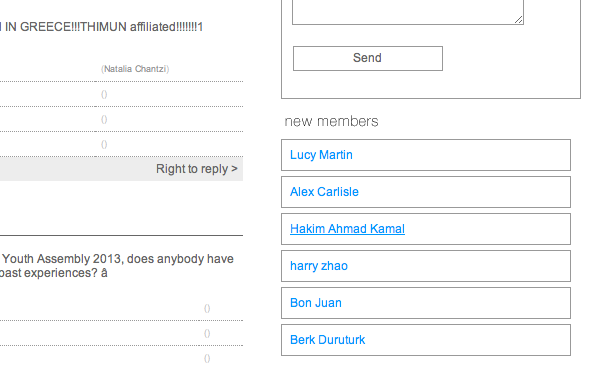 I IN GREECE!!!THIMUN affiliated!!!!!!!1
(Natalia Chantzi)
()
()
()
Right to reply >
Youth Assembly 2013, does anybody have
past experiences? â
()
()
()
Send
new members
Lucy Martin
Alex Carlisle
Hakim Ahmad Kamal
harry zhao
Bon Juan
Berk Duruturk